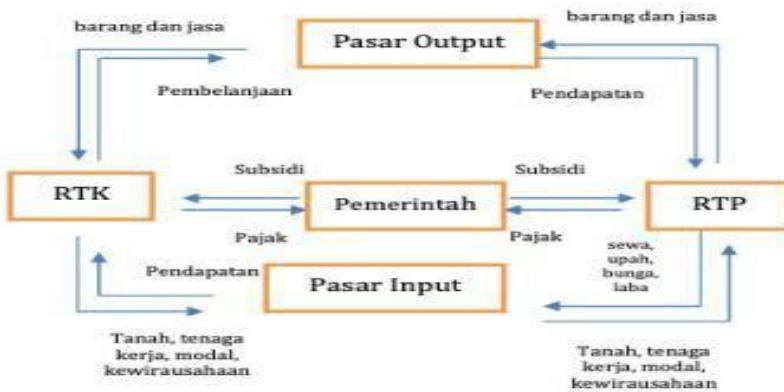 barang dan jasa
barang dan jasa
Pasar Output
Pembelanjaan
Pendapatan
Subsidi
Subsidi
RTK
Pemerintah
RTP
Pajak
Pajak
sewa,
upah,
bunga,
laba
Pendapatan
Pasar Input
Tanah, tenaga
kerja, modal,
kewirausahaan
Tanah, tenaga
kerja, modal,
kewirausahaan